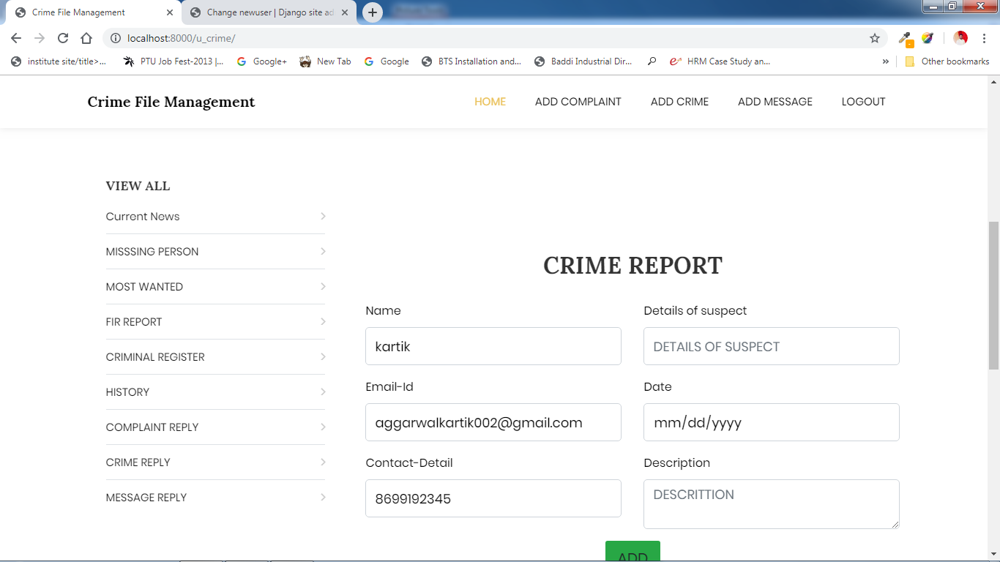 Crime File Management
Change newuser | Django site ad
localhost:8000/u_crime/
institute site/title>...
PTU Job Fest-2013 |...
Google+
New Tab
Google
BTS Installation and...
Baddi Industrial Dir...
HRM Case Study an...
»
Other bookmarks
Crime File Management
HOME
ADD COMPLAINT
ADD CRIME
ADD MESSAGE
LOGOUT
VIEW ALL
Current News
MISSSING PERSON
MOST WANTED
FIR REPORT
CRIMINAL REGISTER
HISTORY
COMPLAINT REPLY
CRIME REPLY
MESSAGE REPLY
CRIME REPORT
Name
Details of suspect
kartik
DETAILS OF SUSPECT
Email-Id
Date
aggarwalkartik002@gmail.com
mm/dd/yyyy
Contact-Detail
Description
8699192345
DESCRITTION
ADD